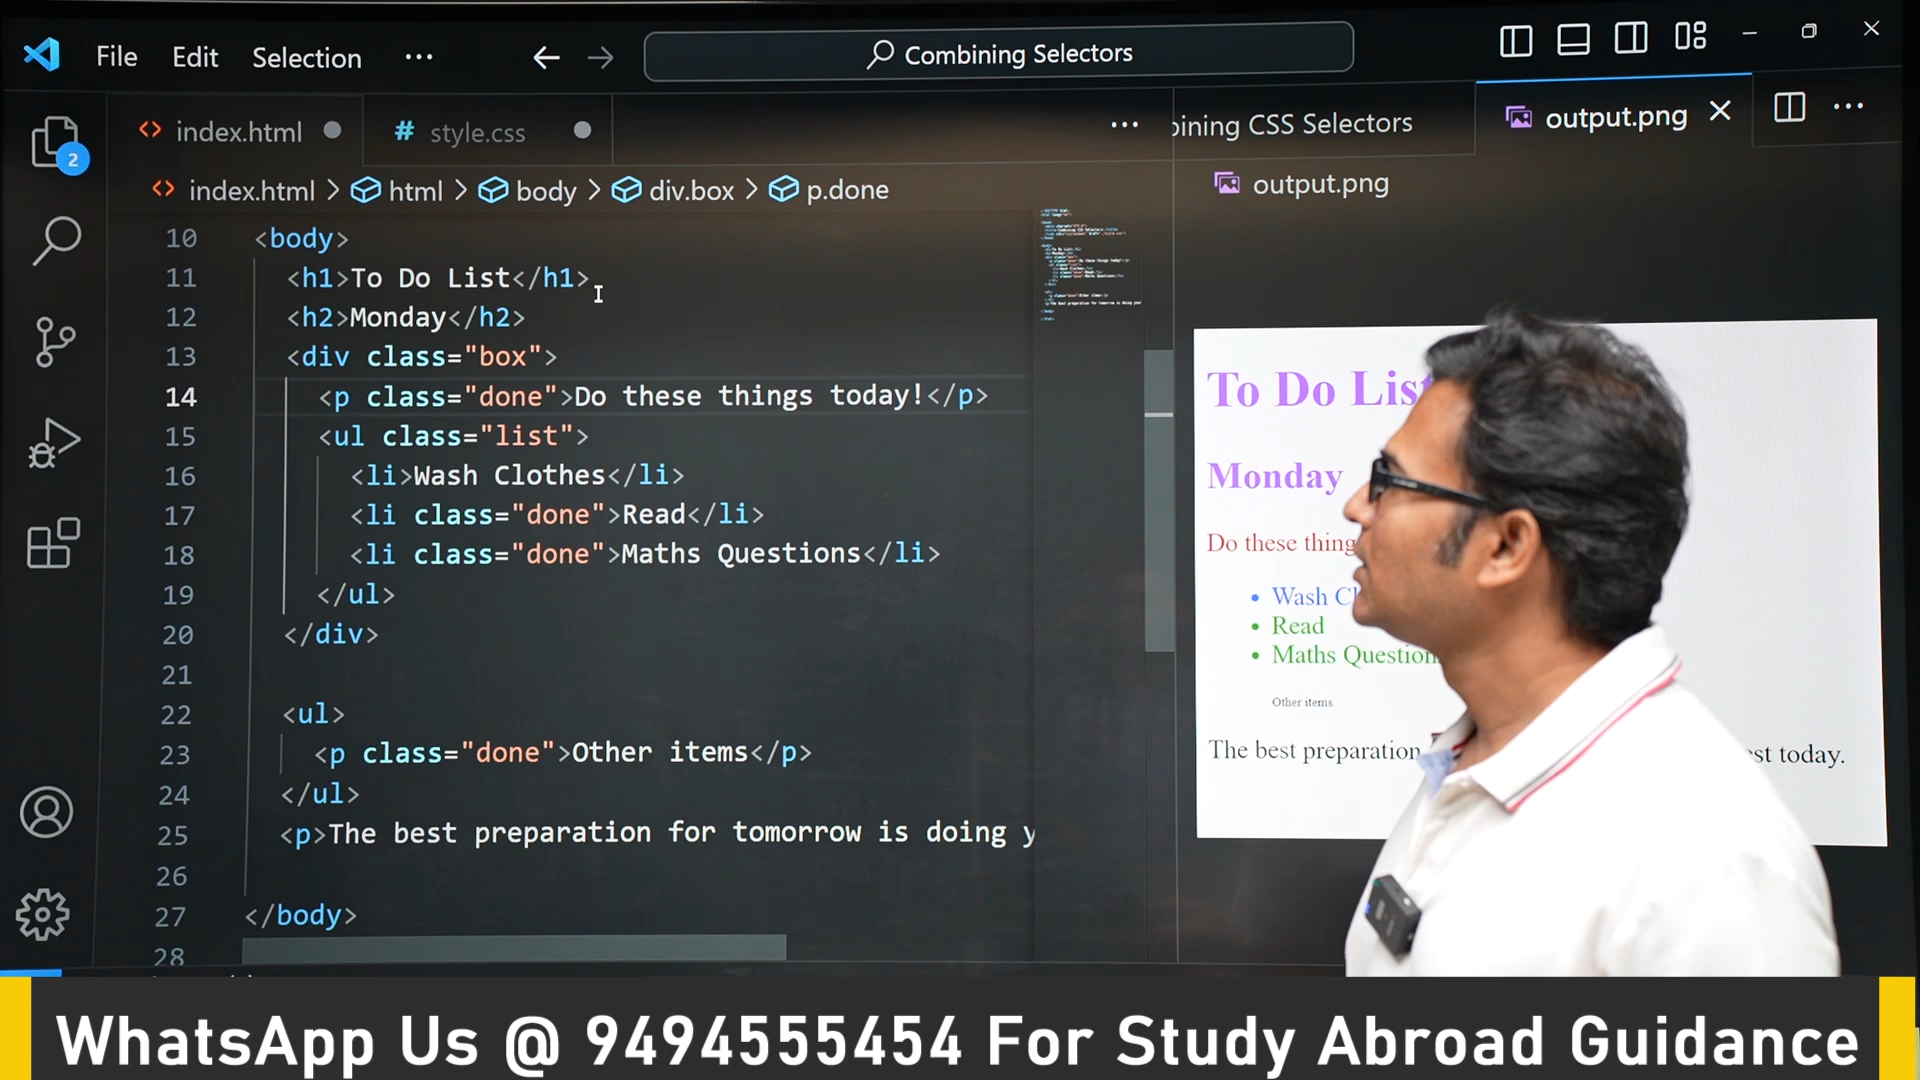 File Edit Selection ··· Combining Selectors
index.html style.css ··· ining CSS Selectors output.png ···
2
index.html > html > body > div.box > p.done
output.png
10 <body>
11 <h1>To Do List</h1>
12 <h2>Monday</h2>
13 <div class="box">
14 <p class="done">Do these things today!</p>
15 <ul class="list">
16 <li>Wash Clothes</li>
17 <li class="done">Read</li>
18 <li class="done">Maths Questions</li>
19 </ul>
20 </div>
21
22 <ul>
23 <p class="done">Other items</p>
24 </ul>
25 <p>The best preparation for tomorrow is doing y
26
27 </body>
28
To Do List
Monday
Do these thing
Wash Cl
Read
Maths Question
Other items
The best preparation st today.
WhatsApp Us @ 9494555454 For Study Abroad Guidance